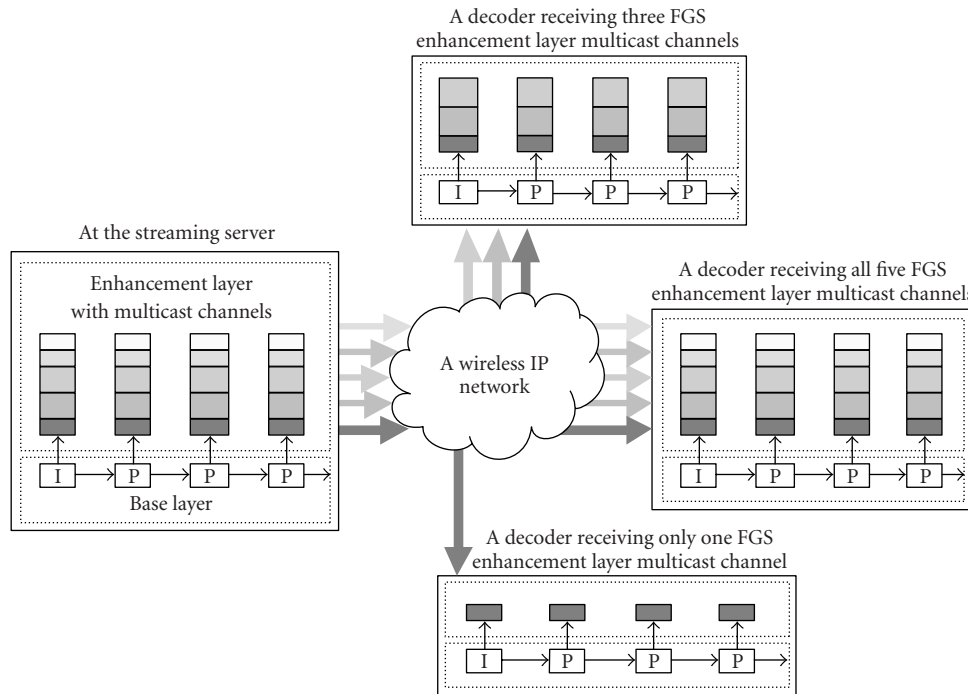 A decoder receiving three FGS
enhancement layer multicast channels
I
P
P
P
At the streaming server
Enhancement layer
with multicast channels
I
P
P
P
Base layer
A wireless IP
network
A decoder receiving all five FGS
enhancement layer multicast channels
I
P
P
P
A decoder receiving only one FGS
enhancement layer multicast channel
I
P
P
P